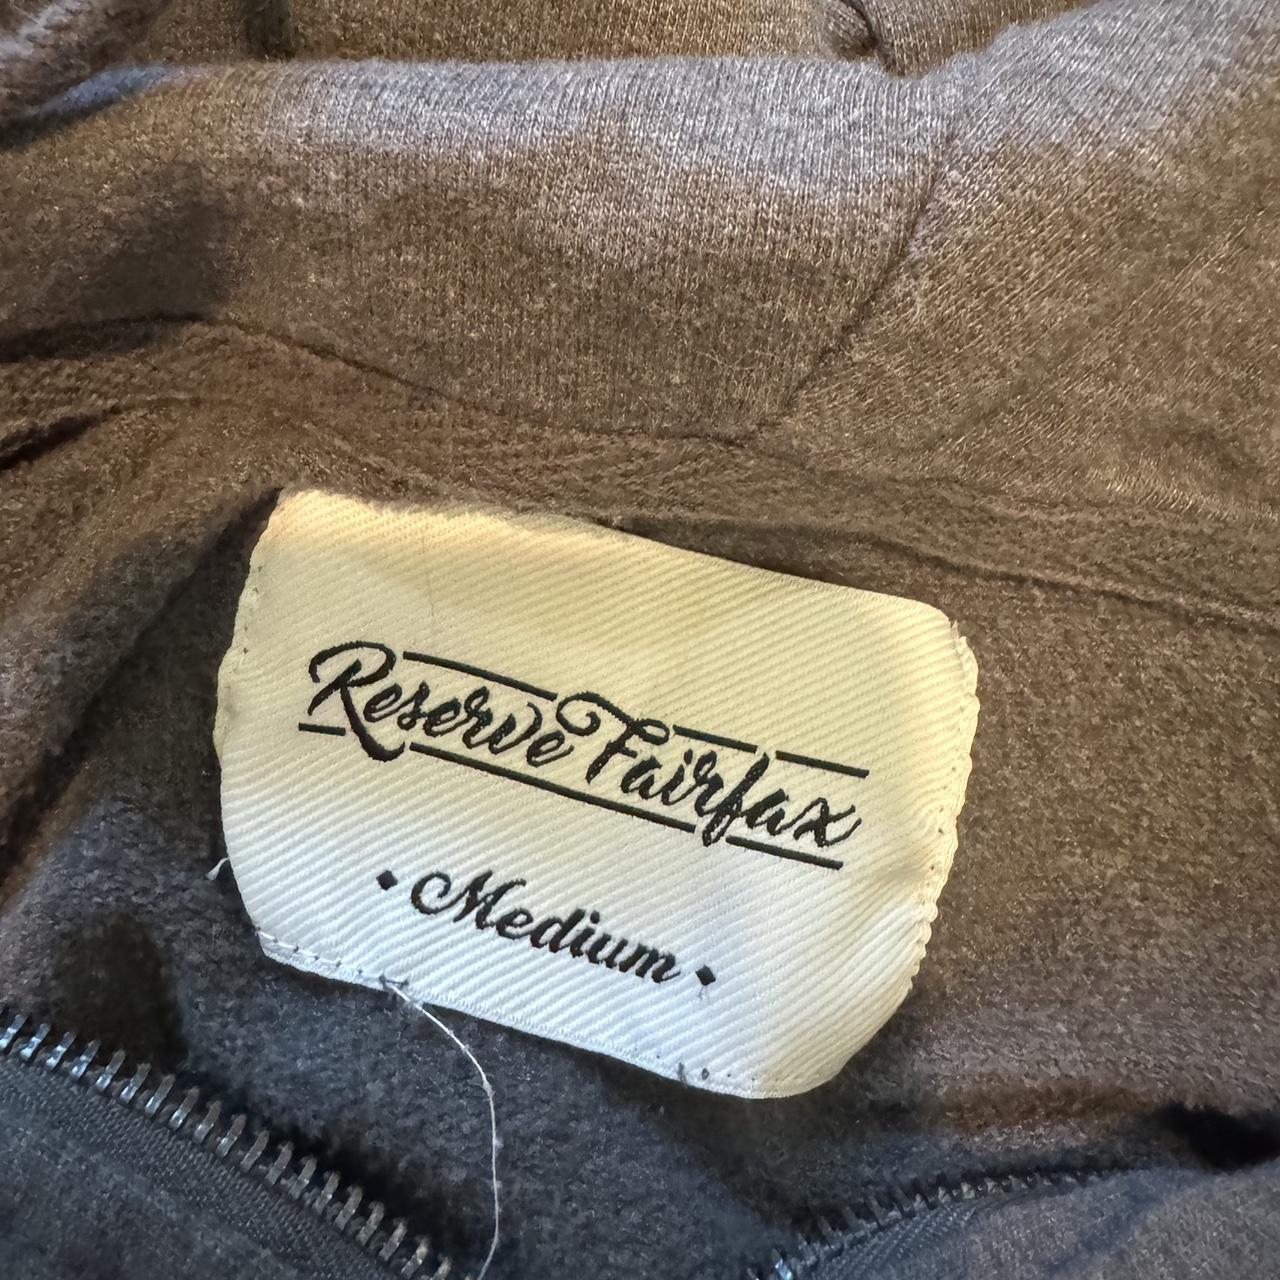 Reserve Fairfax
· Medium ·